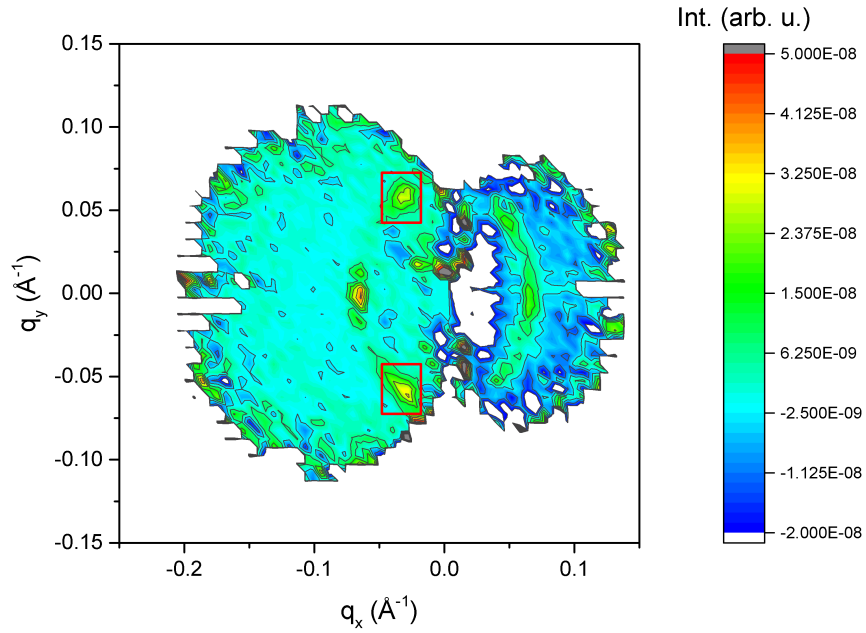 Int. (arb. u.)
5.000E-08
4.125E-08
3.250E-08
2.375E-08
1.500E-08
6.250E-09
-2.500E-09
-1.125E-08
-2.000E-08
0.15
0.10
0.05
0.00
-0.05
-0.10
-0.15
q_y (Å⁻¹)
-0.2
-0.1
0.0
0.1
q_x (Å⁻¹)